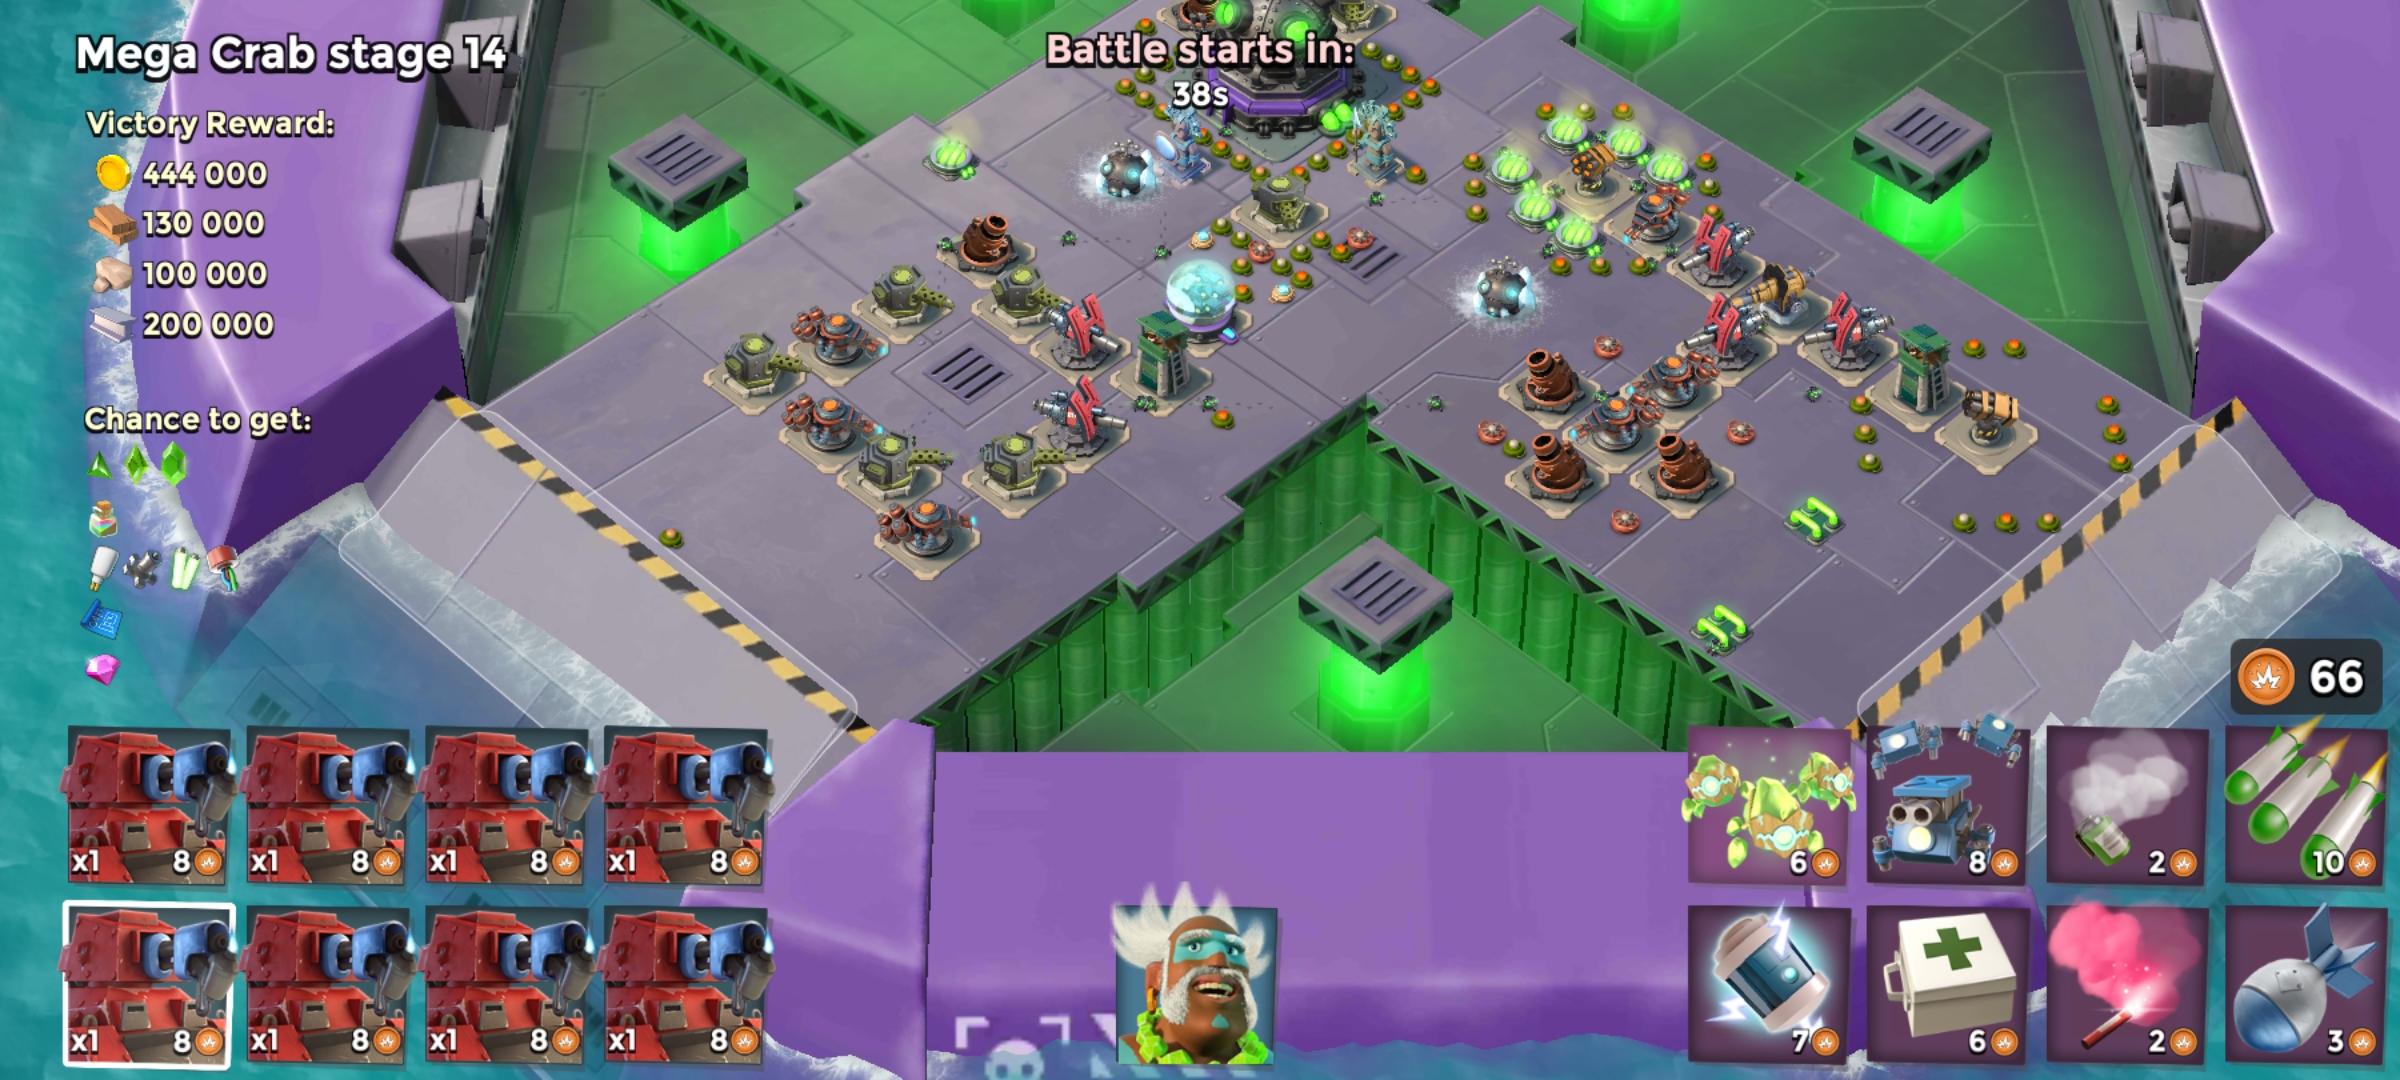 Mega Crab stage 14
Battle starts in:
38s
Victory Reward:
444 000
130 000
100 000
200 000
Chance to get:
66
x1 8
x1 8
x1 8
x1 8
6
8
2
10
x1 8
x1 8
x1 8
x1 8
7
6
2
3